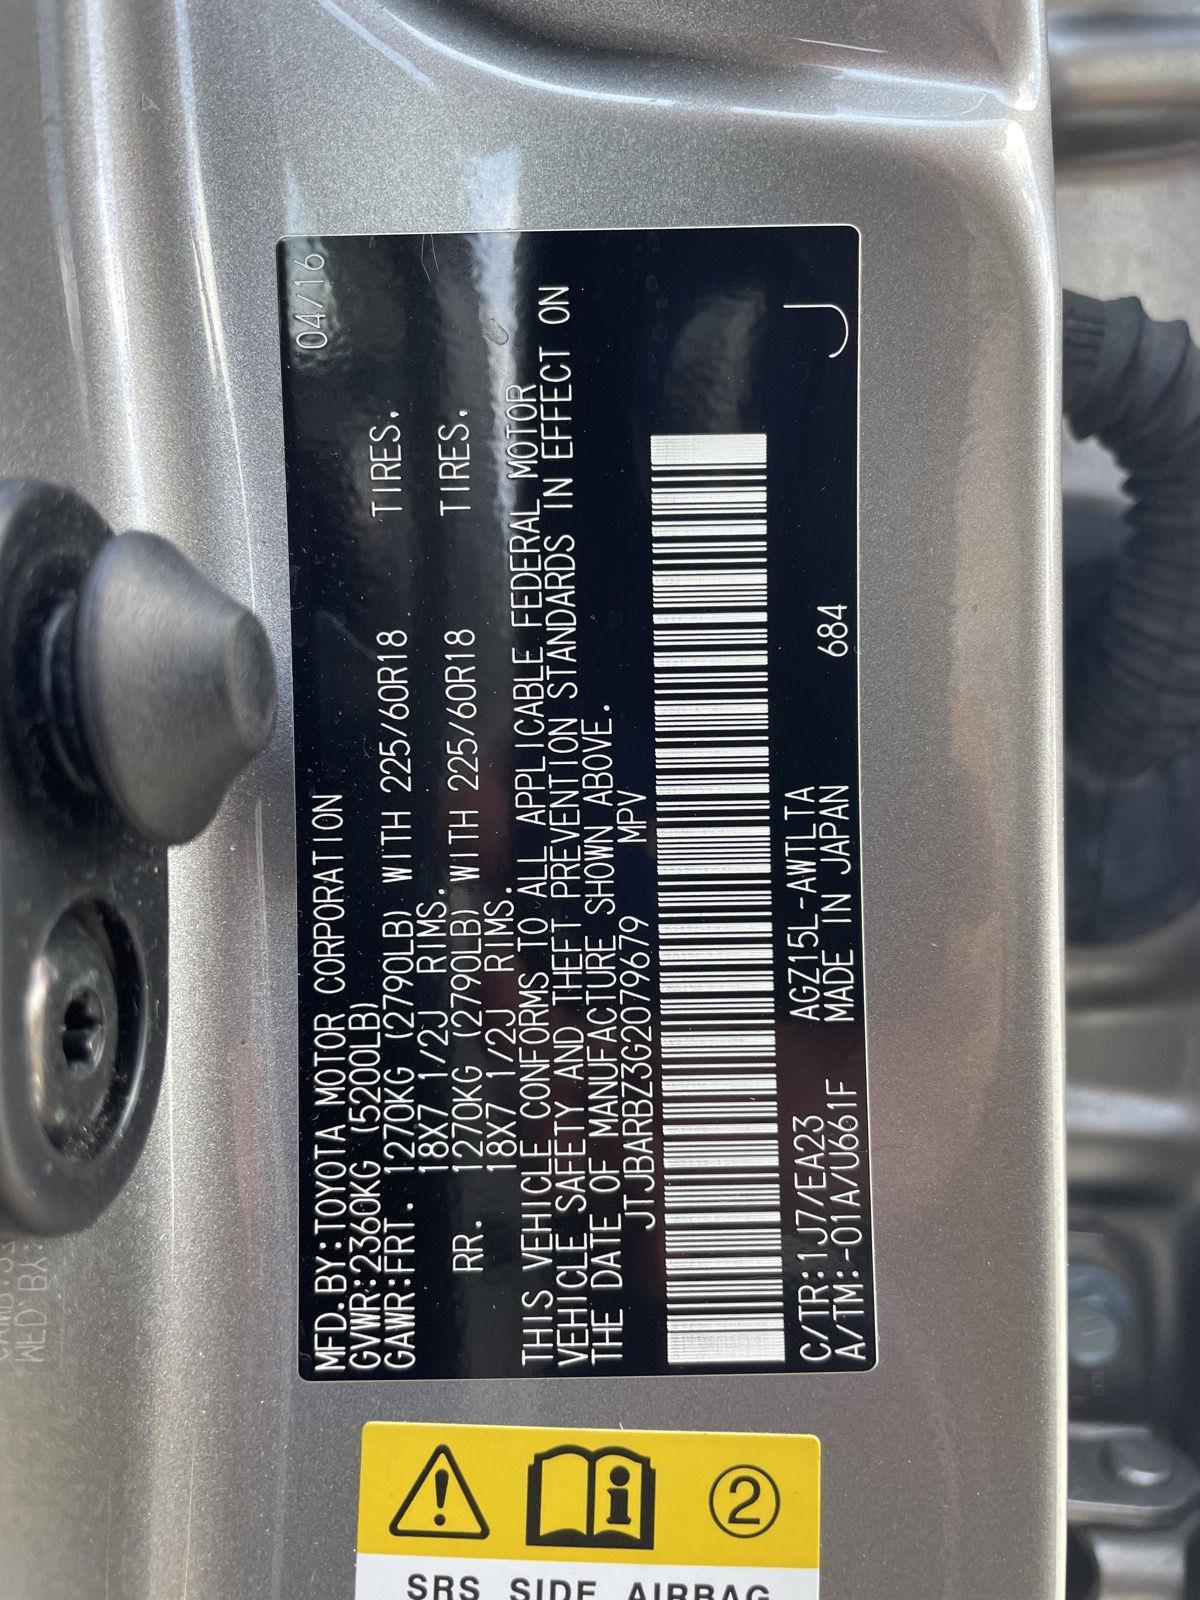 04/16
MFD.BY:TOYOTA MOTOR CORPORATION
GVWR:2360KG (5200LB)
GAWR:FRT. 1270KG (2790LB) WITH 225/60R18 TIRES.
18X7 1/2J RIMS.
RR. 1270KG (2790LB) WITH 225/60R18 TIRES.
18X7 1/2J RIMS.
THIS VEHICLE CONFORMS TO ALL APPLICABLE FEDERAL MOTOR
VEHICLE SAFETY AND THEFT PREVENTION STANDARDS IN EFFECT ON
THE DATE OF MANUFACTURE SHOWN ABOVE.
JTJBARBZ3G2079679 MPV
C/TR:1J7/EA23 AGZ15L-AWTLTA
A/TM:-01A/U661F MADE IN JAPAN 684 J
2
SRS SIDE AIRBAG